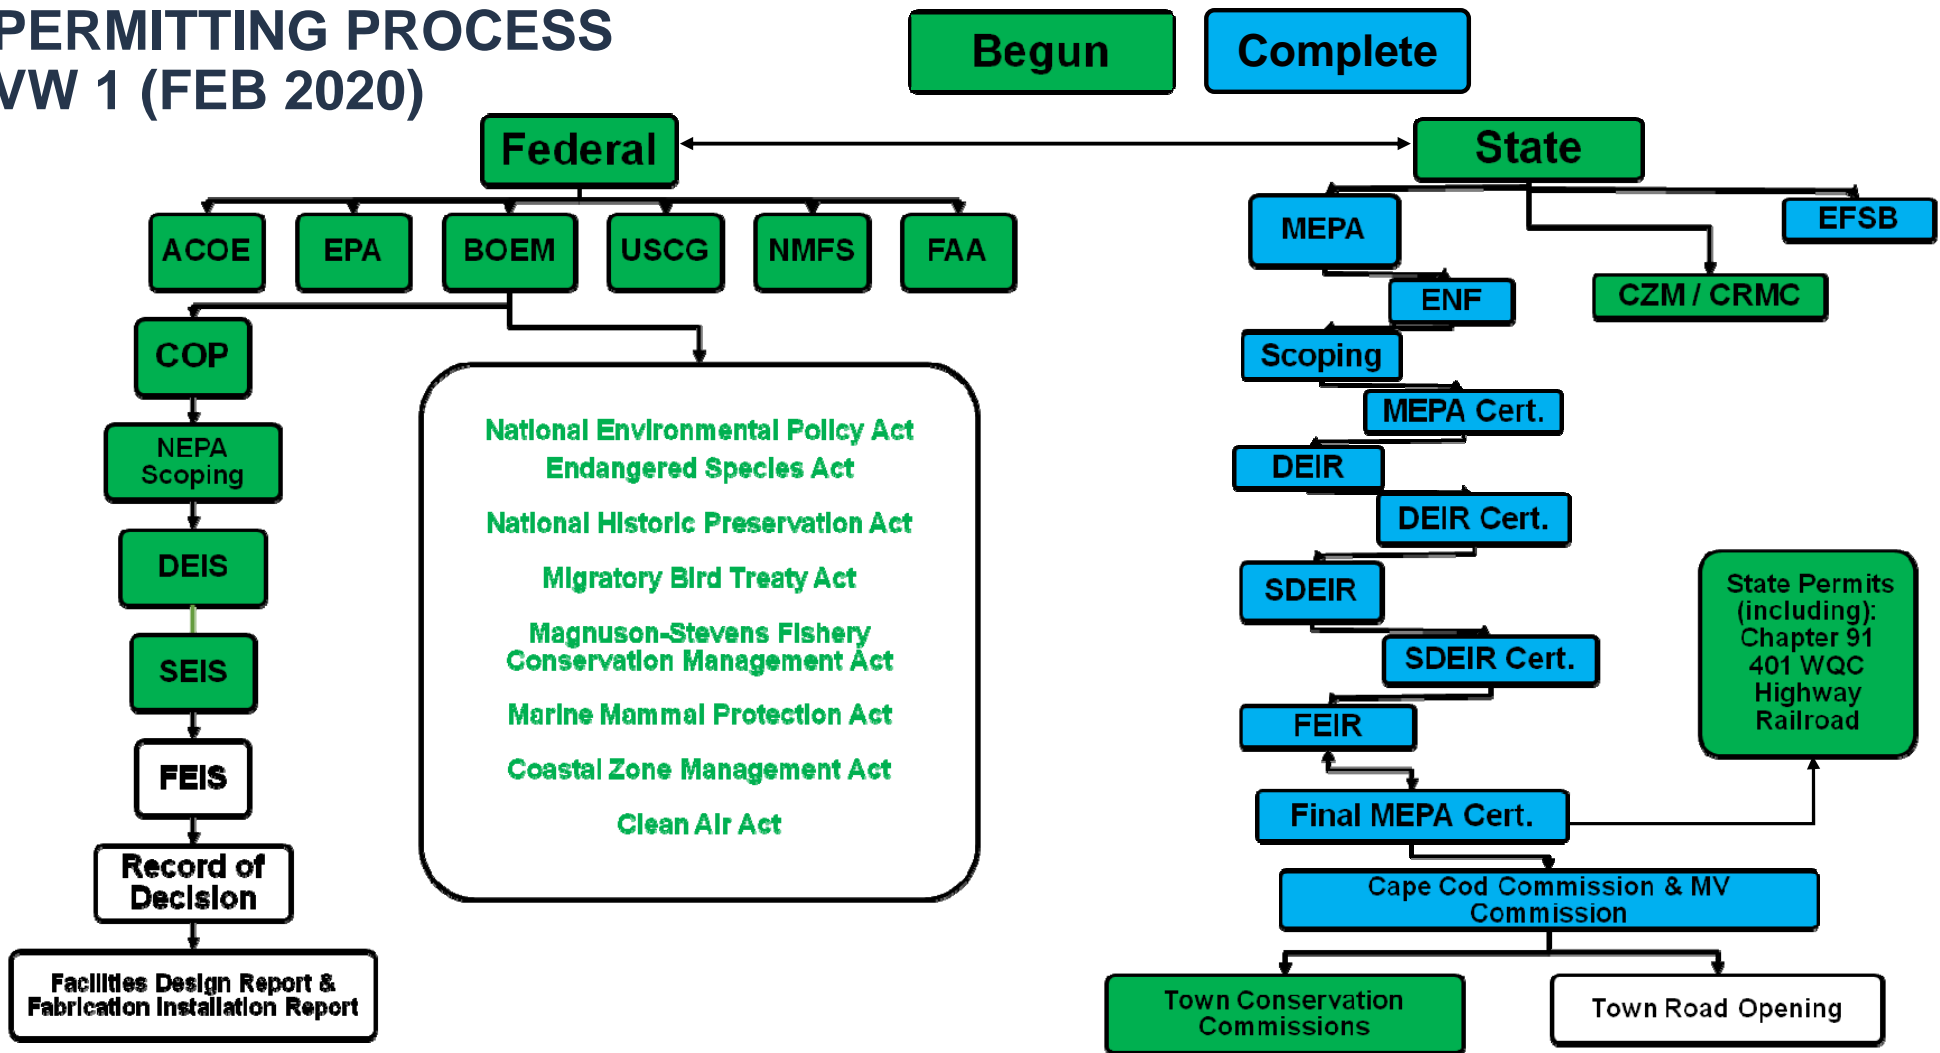 PERMITTING PROCESS
VW 1 (FEB 2020)
Begun
Complete
Federal
State
ACOE
EPA
BOEM
USCG
NMFS
FAA
MEPA
EFSB
ENF
CZM / CRMC
COP
Scoping
MEPA Cert.
NEPA
Scoping
National Environmental Policy Act
Endangered Species Act
National Historic Preservation Act
Migratory Bird Treaty Act
Magnuson-Stevens Fishery
Conservation Management Act
Marine Mammal Protection Act
Coastal Zone Management Act
Clean Air Act
DEIR
DEIR Cert.
DEIS
SDEIR
State Permits
(including):
Chapter 91
401 WQC
Highway
Railroad
SEIS
SDEIR Cert.
FEIR
FEIS
Final MEPA Cert.
Record of
Decision
Cape Cod Commission & MV
Commission
Facilities Design Report &
Fabrication Installation Report
Town Conservation
Commissions
Town Road Opening